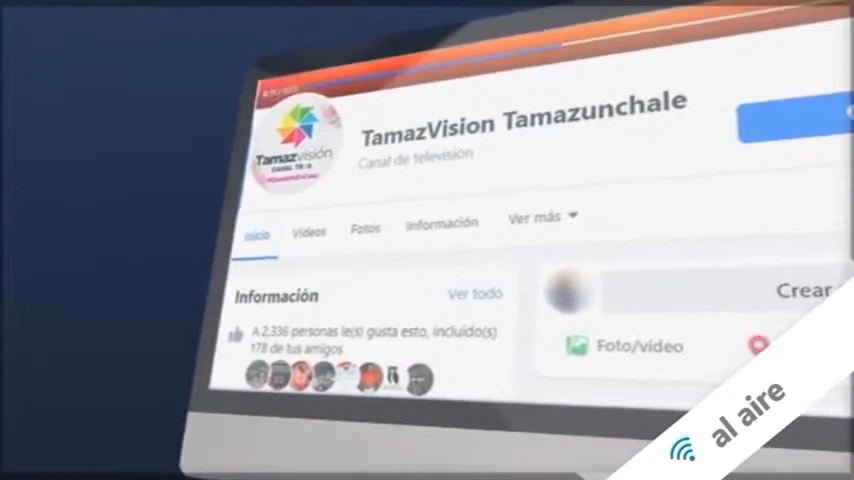 TamazVision Tamazunchale
Canal de televisión
Tamazvisión
Inicio Videos Fotos Información Ver más
Información Ver todo
A 2,336 personas le(s) gusta esto, incluido(s)
178 de tus amigos
Crear
Foto/video
al aire